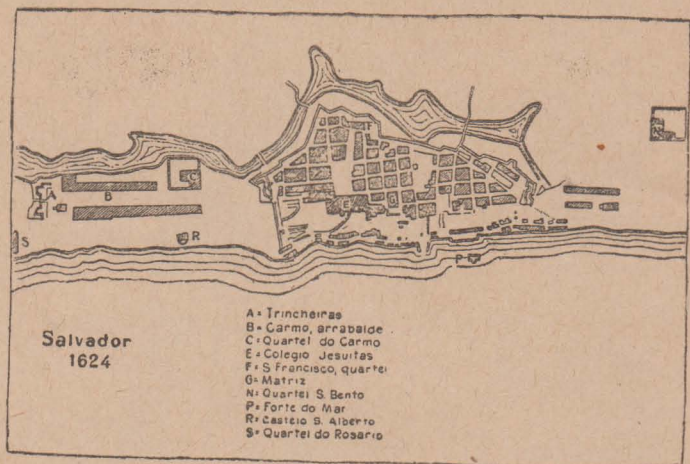 N
A
B
E
S
R
P
Salvador
1624
A = Trincheiras
B = Carmo, arrabalde
C = Quartel do Carmo
E = Colegio Jesuitas
F = S Francisco, quartel
G = Matriz
N = Quartel S. Bento
P = Forte do Mar
R = Castelo S. Alberto
S = Quartel do Rosario